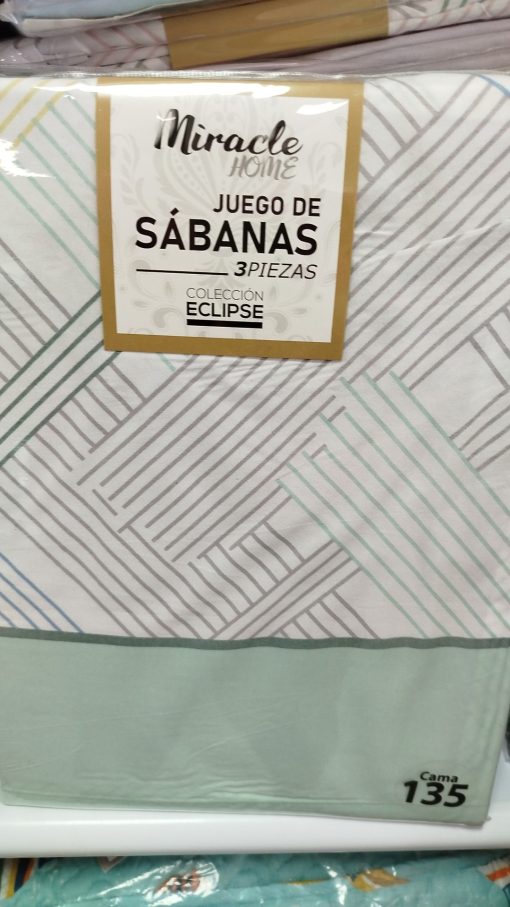 Miracle
HOME
JUEGO DE
SÁBANAS
3PIEZAS
COLECCIÓN
ECLIPSE
Cama
135